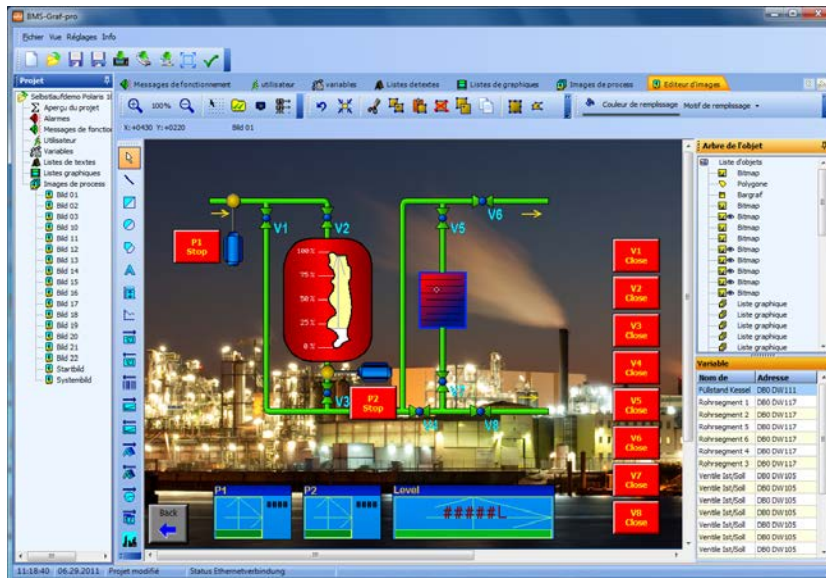 BMS-Graf-pro
Fichier Vue Réglages Info
Projet
Selbstlaufdemo Polaris 1
Aperçu du projet
Alarmes
Messages de fonction
Utilisateur
Variables
Listes de textes
Listes graphiques
Images de process
Bild 01
Bild 02
Bild 03
Bild 10
Bild 11
Bild 12
Bild 13
Bild 14
Bild 15
Bild 16
Bild 17
Bild 18
Bild 19
Bild 20
Bild 21
Bild 22
Startbild
Systembild
Messages de fonctionnement utilisateur variables Listes de textes Listes de graphiques Images de process Editeur d'images
100% Couleur de remplissage Motif de remplissage
X:+0430 Y:+0220 Bild 01
V1 V2 V5 V6
P1
Stop
100 %
75 %
50 %
25 %
0 %
V3
P2
Stop
V8
V1
Close
V2
Close
V3
Close
V4
Close
V5
Close
V6
Close
V7
Close
V8
Close
Back
P1
P2
Level
#####L
Arbre de l'objet
Liste d'objets
Bitmap
Polygone
Bargraf
Bitmap
Bitmap
Bitmap
Bitmap
Bitmap
Bitmap
Bitmap
Bitmap
Liste graphique
Liste graphique
Liste graphique
Liste graphique
Variable
Nom de Adresse
Füllstand Kessel DB0 DW111
Rohrsegment 1 DB0 DW117
Rohrsegment 2 DB0 DW117
Rohrsegment 5 DB0 DW117
Rohrsegment 6 DB0 DW117
Rohrsegment 4 DB0 DW117
Rohrsegment 3 DB0 DW117
Ventile Ist/Soll DB0 DW105
Ventile Ist/Soll DB0 DW105
Ventile Ist/Soll DB0 DW105
Ventile Ist/Soll DB0 DW105
Ventile Ist/Soll DB0 DW105
Ventile Ist/Soll DB0 DW105
Ventile Ist/Soll DB0 DW105
11:18:40 06.29.2011 Projet modifié Status Ethernetverbindung